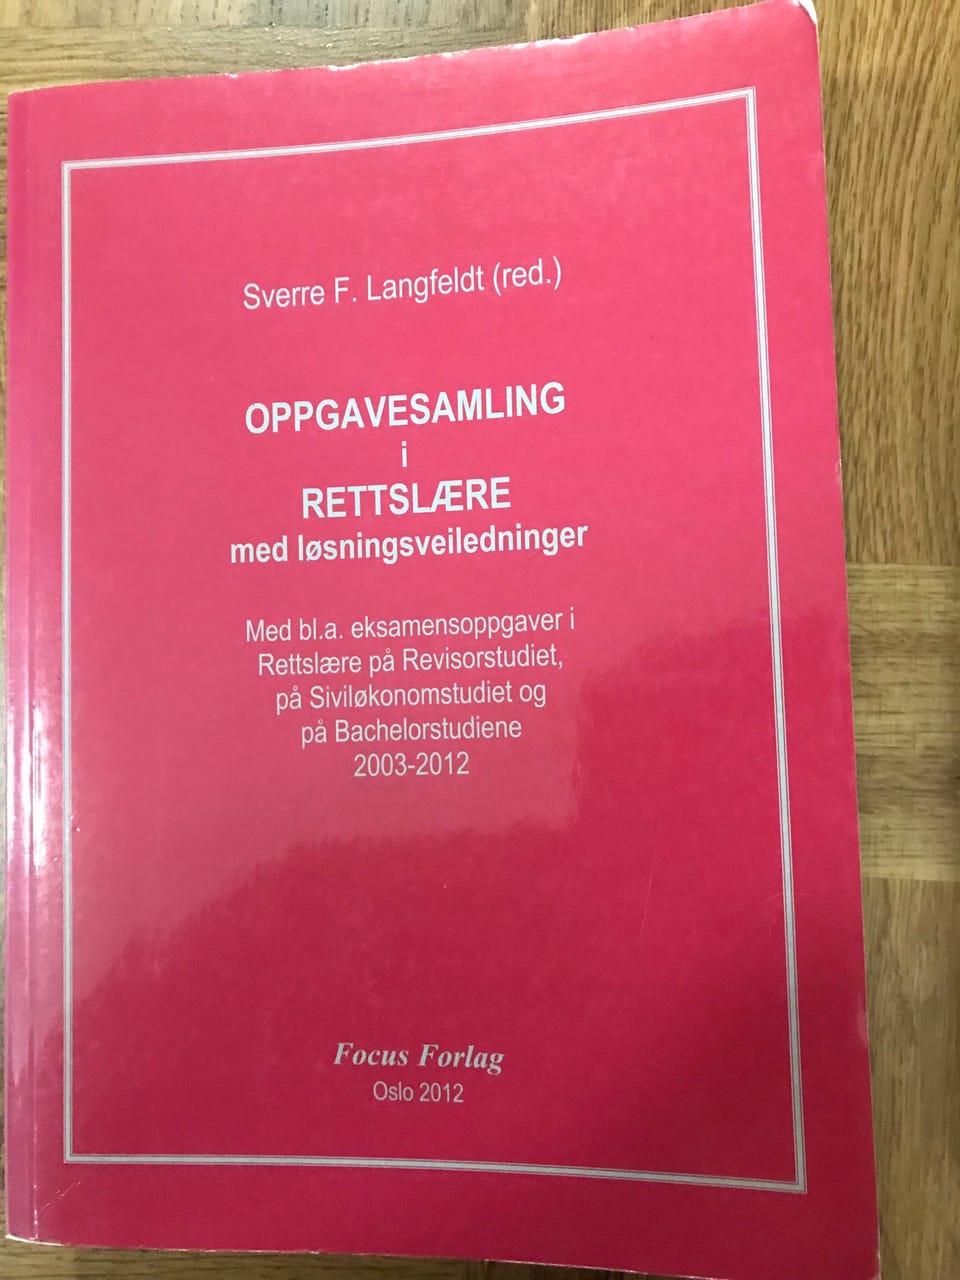 Sverre F. Langfeldt (red.)
OPPGAVESAMLING
i
RETTSLÆRE
med løsningsveiledninger
Med bl.a. eksamensoppgaver i
Rettslære på Revisorstudiet,
på Siviløkonomstudiet og
på Bachelorstudiene
2003-2012
Focus Forlag
Oslo 2012